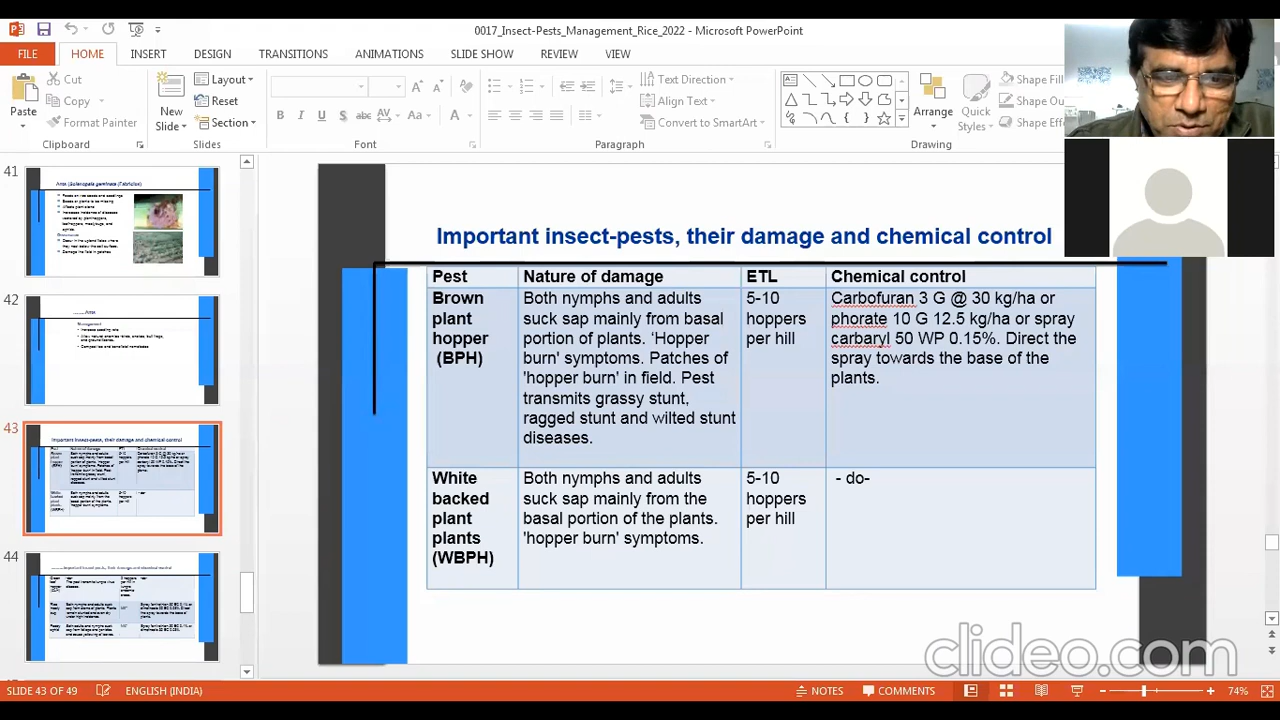 0017_Insect-Pests_Management_Rice_2022 - Microsoft PowerPoint
FILE HOME INSERT DESIGN TRANSITIONS ANIMATIONS SLIDE SHOW REVIEW VIEW
Paste
Cut
Copy
Format Painter
Clipboard
New
Slide
Layout
Reset
Section
Slides
B I U S abc AV Aa A
Font
Text Direction
Align Text
Convert to SmartArt
Paragraph
Arrange
Quick
Styles
Shape Fill
Shape Ou
Shape Effe
Drawing
41
42
43
44
Important insect-pests, their damage and chemical control
Pest Nature of damage ETL Chemical control
Brown
plant
hopper
(BPH)
Both nymphs and adults
suck sap mainly from basal
portion of plants. ‘Hopper
burn’ symptoms. Patches of
'hopper burn' in field. Pest
transmits grassy stunt,
ragged stunt and wilted stunt
diseases.
5-10
hoppers
per hill
Carbofuran 3 G @ 30 kg/ha or
phorate 10 G 12.5 kg/ha or spray
carbaryl 50 WP 0.15%. Direct the
spray towards the base of the
plants.
White
backed
plant
plants
(WBPH)
Both nymphs and adults
suck sap mainly from the
basal portion of the plants.
'hopper burn' symptoms.
5-10
hoppers
per hill
- do-
clideo.com
SLIDE 43 OF 49 ENGLISH (INDIA) NOTES COMMENTS 74%